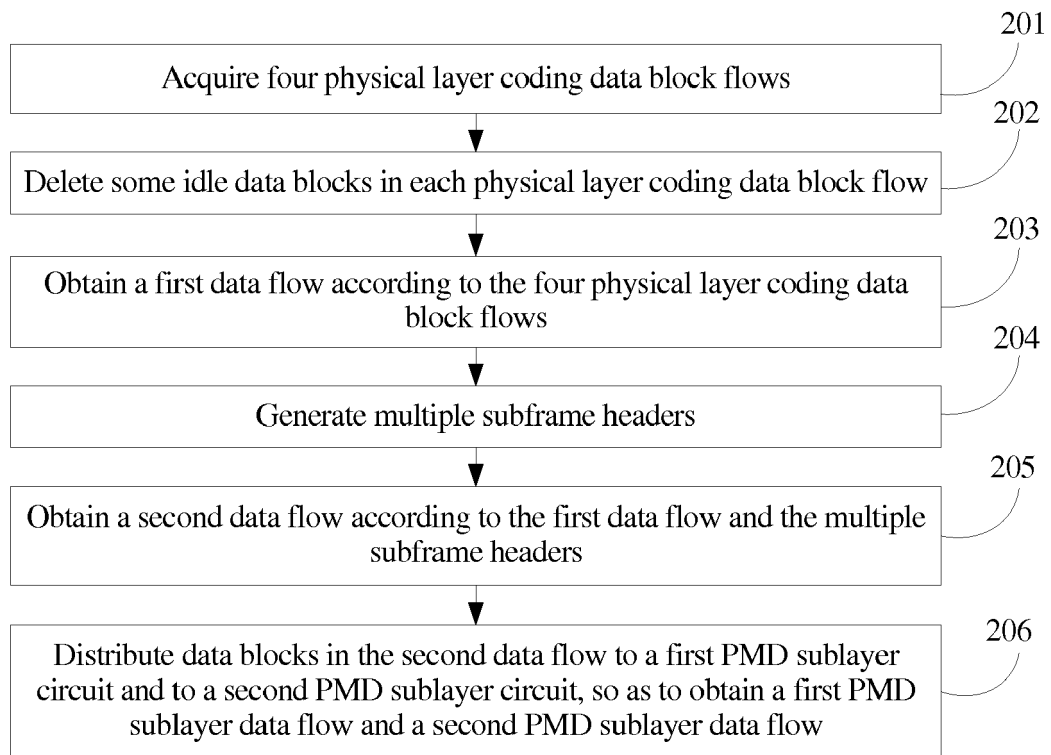 201
Acquire four physical layer coding data block flows
202
Delete some idle data blocks in each physical layer coding data block flow
203
Obtain a first data flow according to the four physical layer coding data
block flows
204
Generate multiple subframe headers
205
Obtain a second data flow according to the first data flow and the multiple
subframe headers
206
Distribute data blocks in the second data flow to a first PMD sublayer
circuit and to a second PMD sublayer circuit, so as to obtain a first PMD
sublayer data flow and a second PMD sublayer data flow